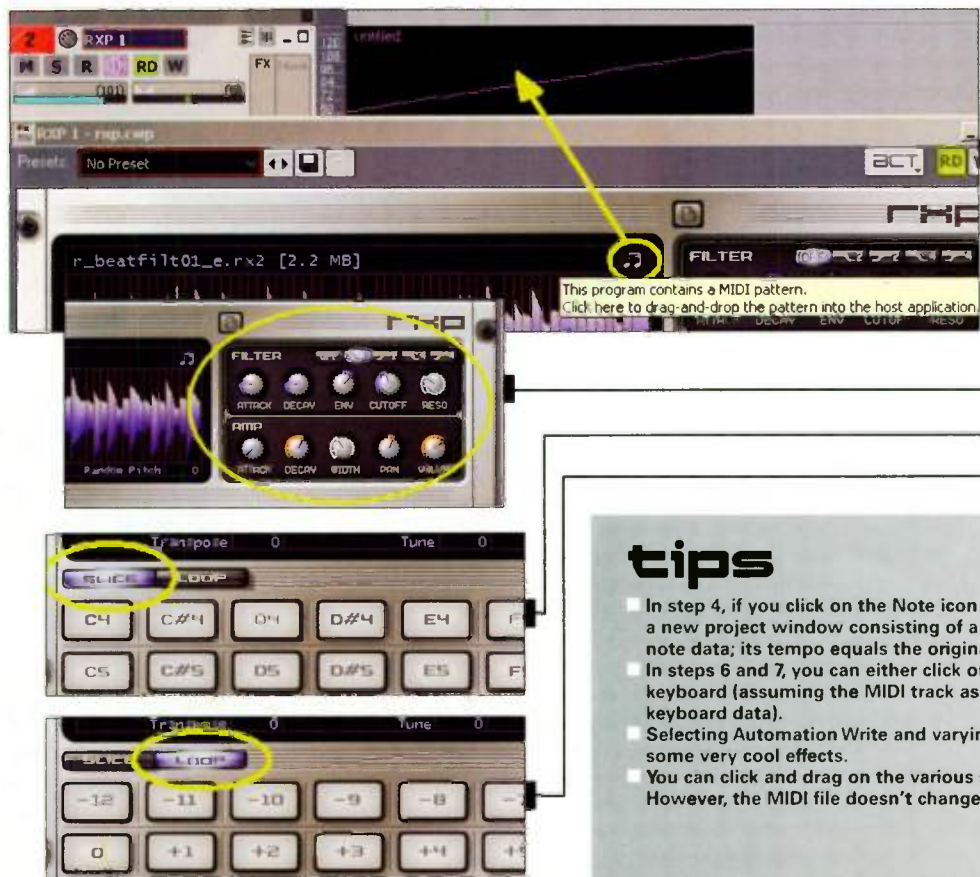 2 RXP 1
untitled
M S R RD W
FX
(101)
RXP 1 - rxp.cwp
Presets: No Preset
ACT RD
rxp
r_beatfilt01_e.rx2 [2.2 MB]
FILTER
This program contains a MIDI pattern.
Click here to drag-and-drop the pattern into the host application
ATTACK DECAY ENV CUTOFF RESO
rxp
FILTER
ATTACK DECAY ENV CUTOFF RESO
AMP
ATTACK DECAY WIDTH PAN VOLUME
Random Pitch 0
Transpose 0 Tune 0
SLICE LOOP
C4 C#4 D4 D#4 E4 F
C5 C#5 D5 D#5 E5 F
Transpose 0 Tune 0
SLICE LOOP
-12 -11 -10 -9 -8
0 +1 +2 +3 +4
tips
In step 4, if you click on the Note icon
a new project window consisting of a
note data; its tempo equals the origin
In steps 6 and 7, you can either click o
keyboard (assuming the MIDI track as
keyboard data).
Selecting Automation Write and varyin
some very cool effects.
You can click and drag on the various
However, the MIDI file doesn't change